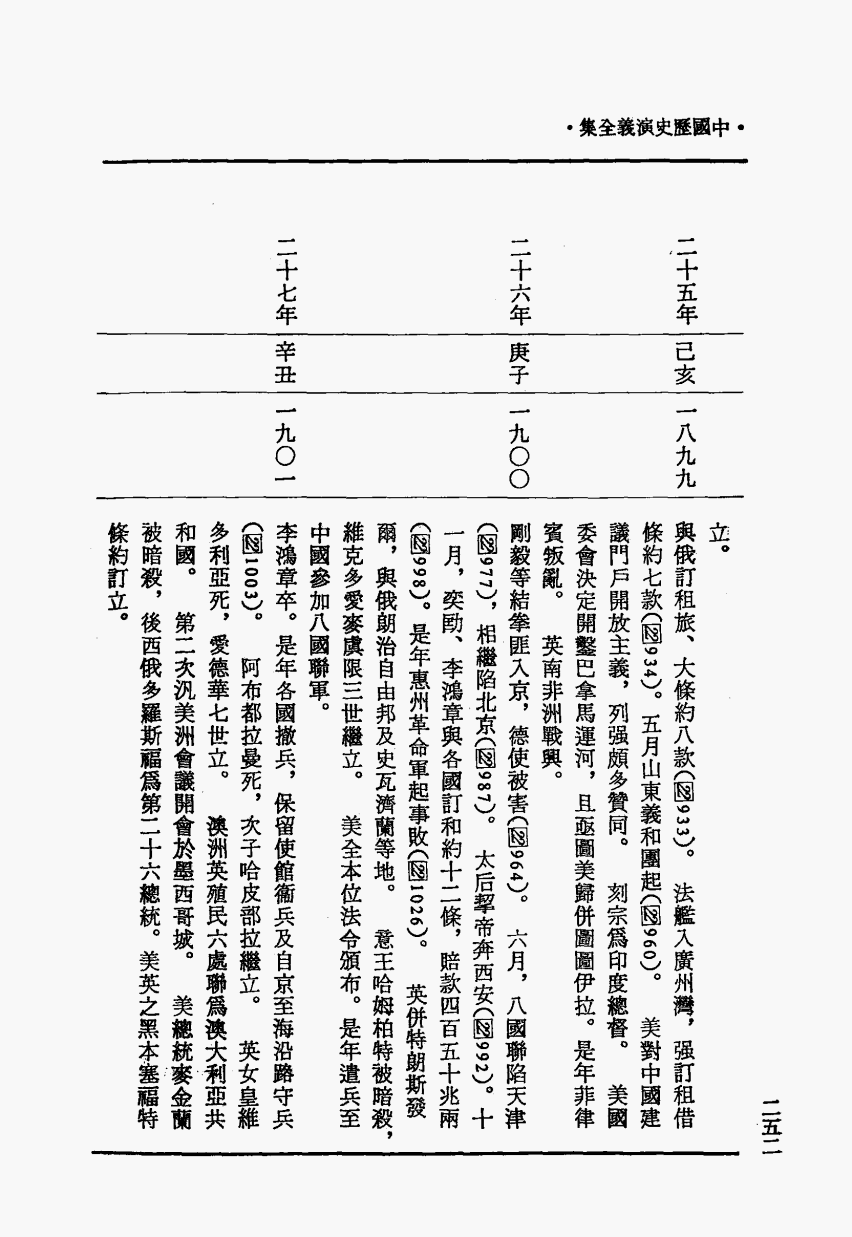 ·中國歷史演義全集·
立。
二十五年 己亥 一八九九
與俄訂租旅、大條約八款(図933)。 法艦入廣州灣，强訂租借
條約七款(図934)。五月山東義和團起(図960)。 美對中國建
議門戶開放主義，列强頗多贊同。 刻宗爲印度總督。 美國
委會決定開鑿巴拿馬運河，且亟圖美歸併圖圖伊拉。是年菲律
賓叛亂。 英南非洲戰興。
二十六年 庚子 一九〇〇
剛毅等結拳匪入京，德使被害(図964)。 六月，八國聯陷天津
(図977)，相繼陷北京(図987)。 太后挈帝奔西安(図992)。十
一月，奕劻、李鴻章與各國訂和約十二條，賠款四百五十兆兩
(図998)。是年惠州革命軍起事敗(図1026)。 英併特朗斯發
爾，與俄朗治自由邦及史瓦濟蘭等地。 意王哈姆柏特被暗殺，
維克多愛麥虞限三世繼立。 美全本位法令頒布。是年遣兵至
中國參加八國聯軍。
二十七年 辛丑 一九〇一
李鴻章卒。是年各國撤兵，保留使館衞兵及自京至海沿路守兵
(図1003)。 阿布都拉曼死，次子哈皮部拉繼立。 英女皇維
多利亞死，愛德華七世立。 澳洲英殖民六處聯爲澳大利亞共
和國。 第二次汎美洲會議開會於墨西哥城。 美總統麥金蘭
被暗殺，後西俄多羅斯福爲第二十六總統。美英之黑本塞福特
條約訂立。
二五二